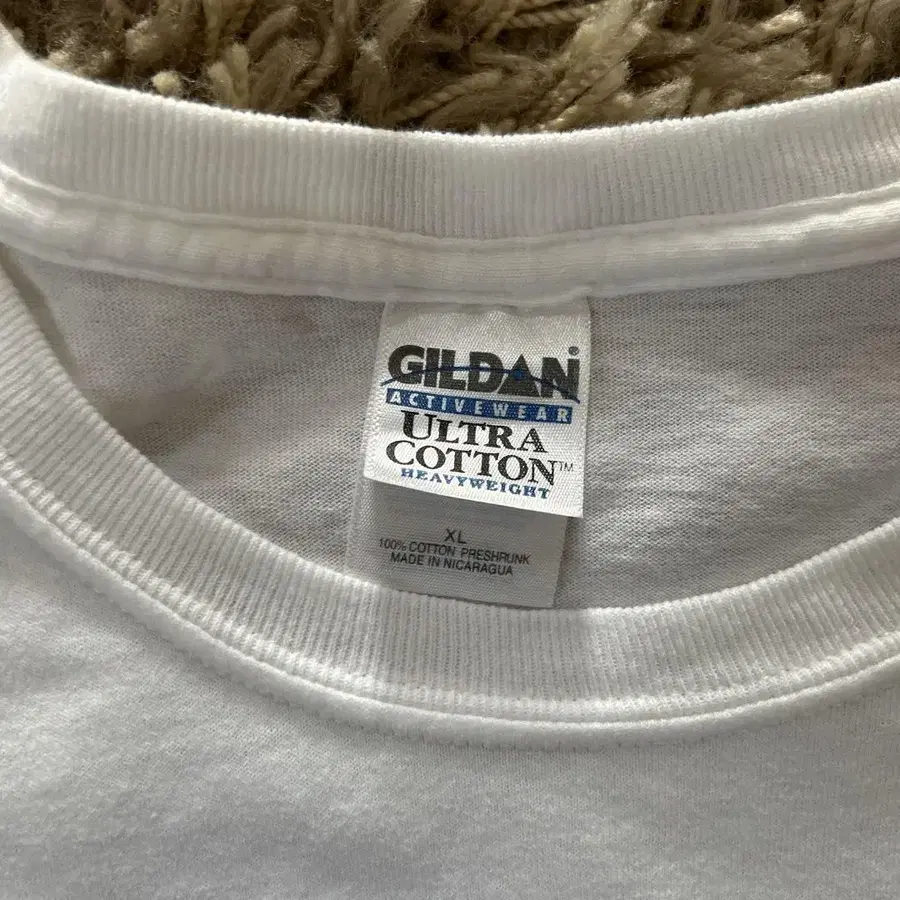 GILDAN®
ACTIVEWEAR
ULTRA
COTTON™
HEAVYWEIGHT
XL
100% COTTON PRESHRUNK
MADE IN NICARAGUA